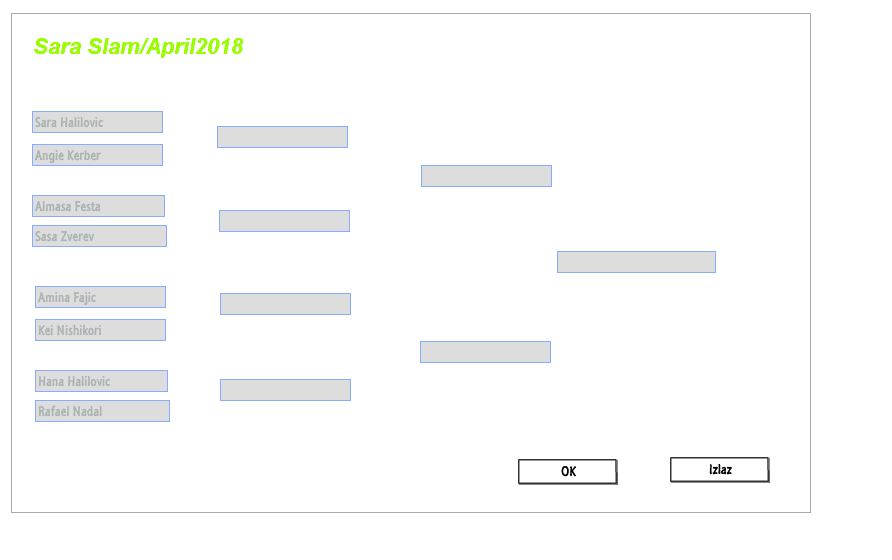 Sara Slam/April2018
Sara Halilovic
Angie Kerber
Almasa Festa
Sasa Zverev
Amina Fajic
Kei Nishikori
Hana Halilovic
Rafael Nadal
OK
Izlaz